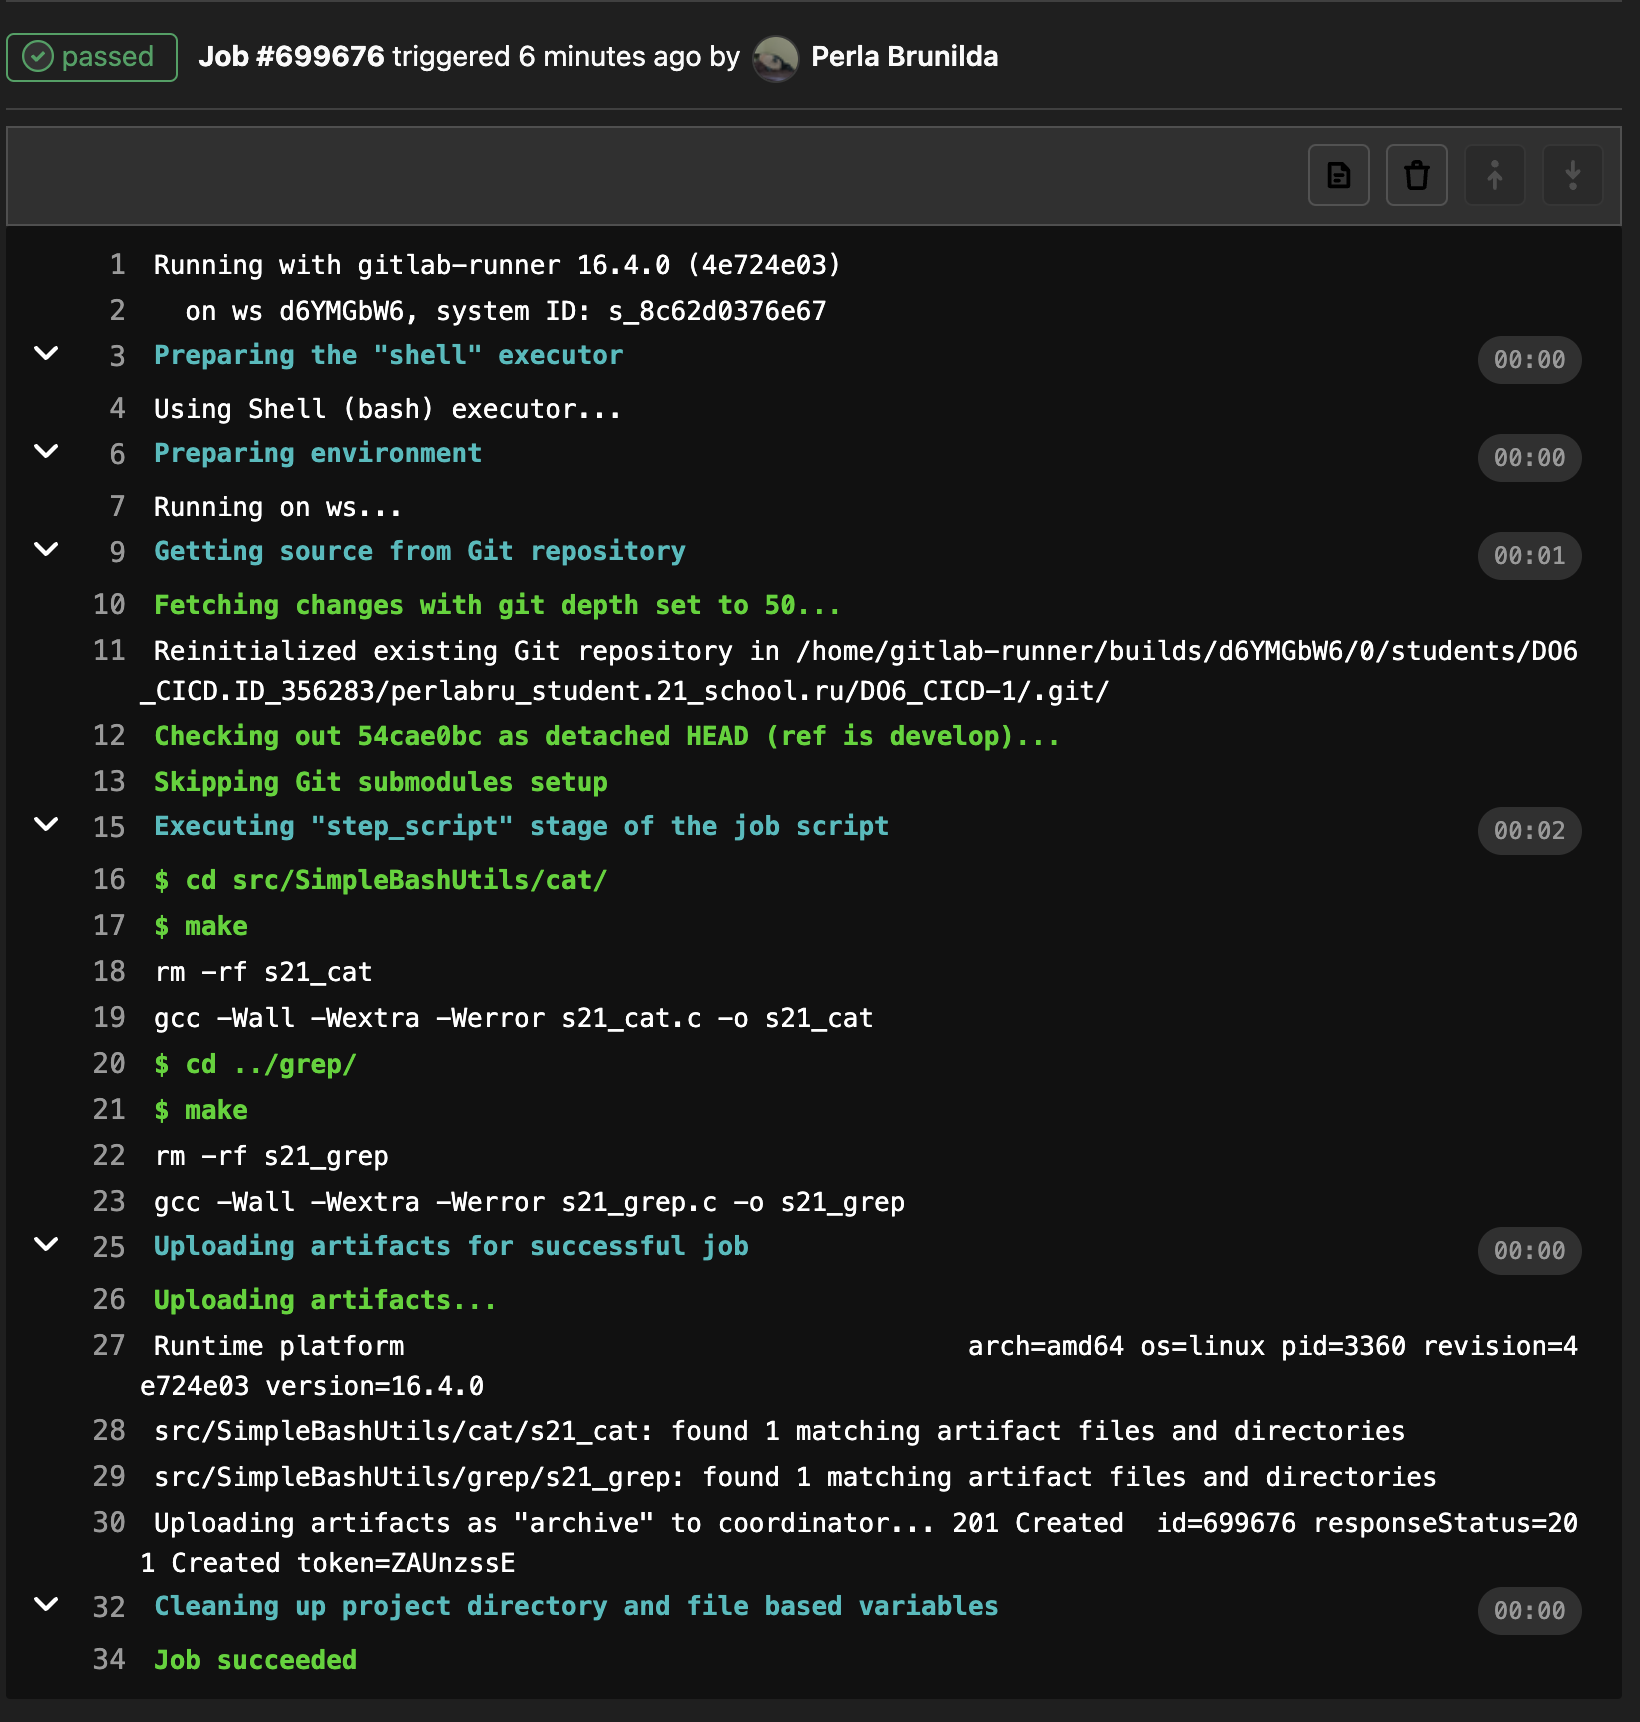 passed Job #699676 triggered 6 minutes ago by Perla Brunilda
1 Running with gitlab-runner 16.4.0 (4e724e03)
2 on ws d6YMGbW6, system ID: s_8c62d0376e67
3 Preparing the "shell" executor 00:00
4 Using Shell (bash) executor...
6 Preparing environment 00:00
7 Running on ws...
9 Getting source from Git repository 00:01
10 Fetching changes with git depth set to 50...
11 Reinitialized existing Git repository in /home/gitlab-runner/builds/d6YMGbW6/0/students/DO6
_CICD.ID_356283/perlabru_student.21_school.ru/DO6_CICD-1/.git/
12 Checking out 54cae0bc as detached HEAD (ref is develop)...
13 Skipping Git submodules setup
15 Executing "step_script" stage of the job script 00:02
16 $ cd src/SimpleBashUtils/cat/
17 $ make
18 rm -rf s21_cat
19 gcc -Wall -Wextra -Werror s21_cat.c -o s21_cat
20 $ cd ../grep/
21 $ make
22 rm -rf s21_grep
23 gcc -Wall -Wextra -Werror s21_grep.c -o s21_grep
25 Uploading artifacts for successful job 00:00
26 Uploading artifacts...
27 Runtime platform arch=amd64 os=linux pid=3360 revision=4
e724e03 version=16.4.0
28 src/SimpleBashUtils/cat/s21_cat: found 1 matching artifact files and directories
29 src/SimpleBashUtils/grep/s21_grep: found 1 matching artifact files and directories
30 Uploading artifacts as "archive" to coordinator... 201 Created id=699676 responseStatus=20
1 Created token=ZAUnzssE
32 Cleaning up project directory and file based variables 00:00
34 Job succeeded